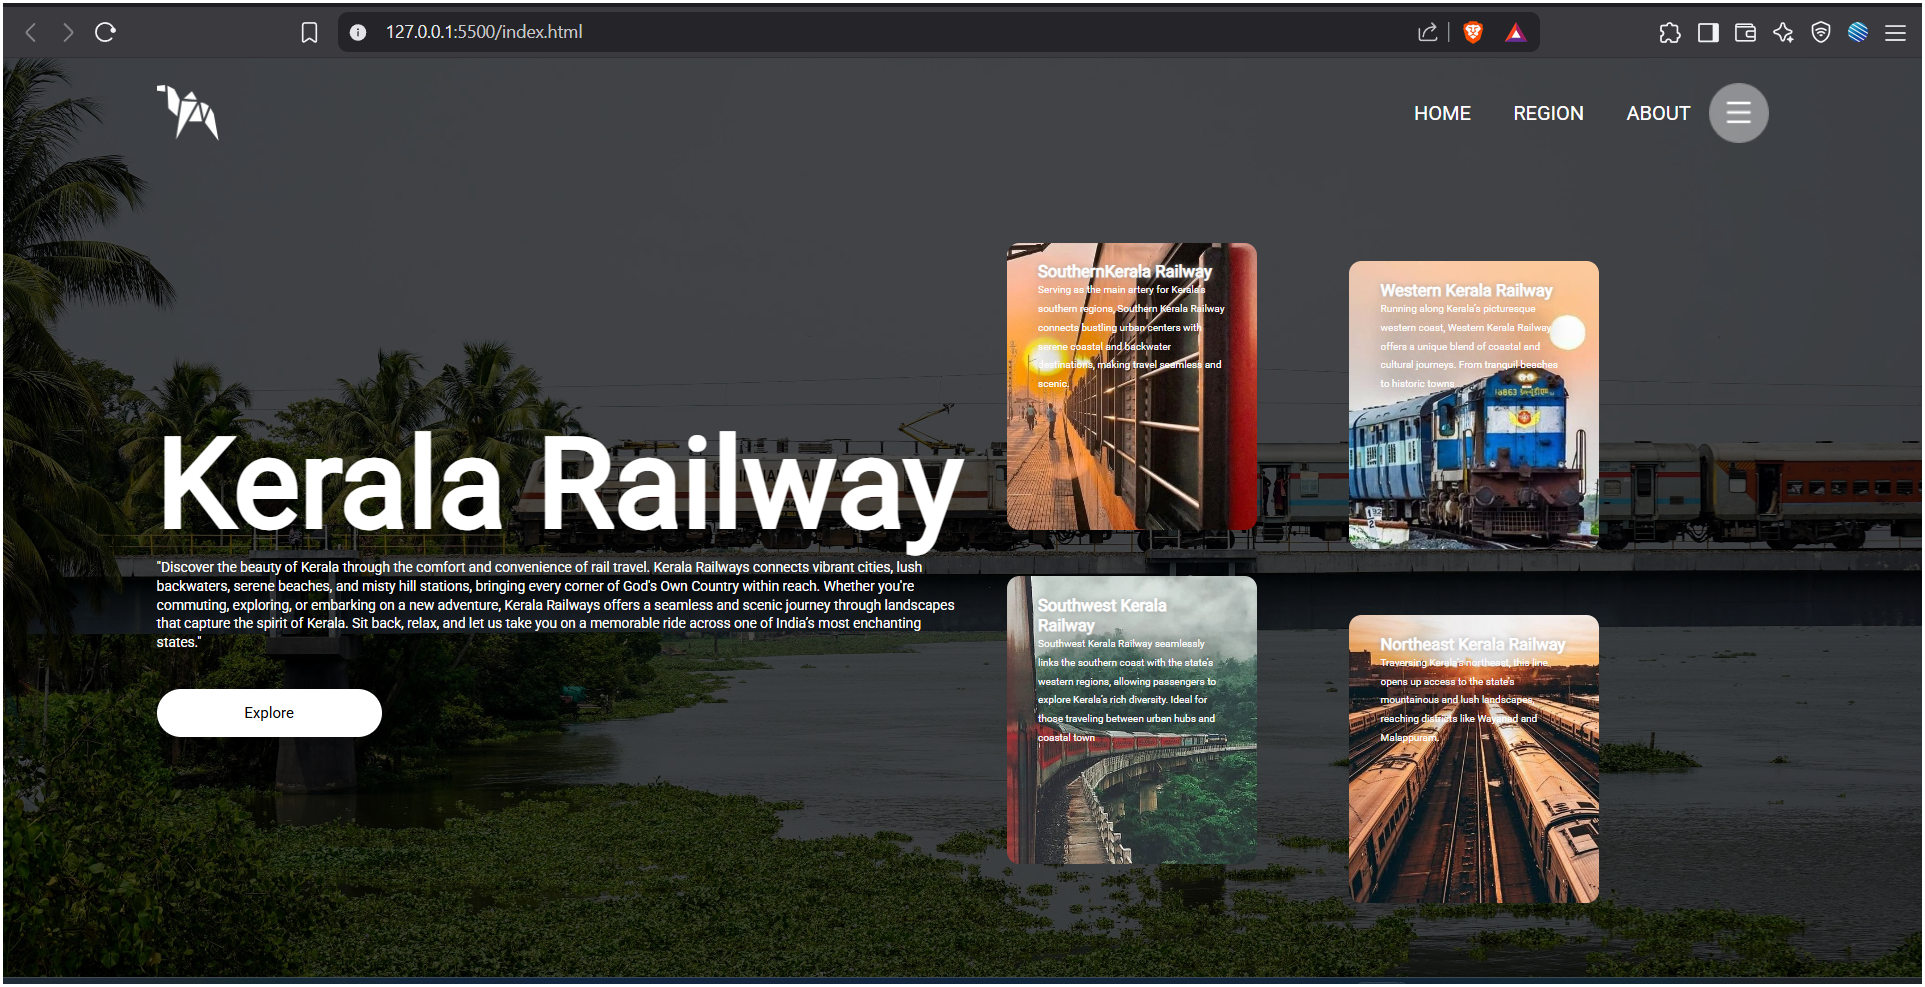 127.0.0.1:5500/index.html
HOME
REGION
ABOUT
Kerala Railway
"Discover the beauty of Kerala through the comfort and convenience of rail travel. Kerala Railways connects vibrant cities, lush
backwaters, serene beaches, and misty hill stations, bringing every corner of God's Own Country within reach. Whether you're
commuting, exploring, or embarking on a new adventure, Kerala Railways offers a seamless and scenic journey through landscapes
that capture the spirit of Kerala. Sit back, relax, and let us take you on a memorable ride across one of India's most enchanting
states."
Explore
SouthernKerala Railway
Serving as the main artery for Kerala's
southern regions, Southern Kerala Railway
connects bustling urban centers with
serene coastal and backwater
destinations, making travel seamless and
scenic.
Western Kerala Railway
Running along Kerala's picturesque
western coast, Western Kerala Railway
offers a unique blend of coastal and
cultural journeys. From tranquil beaches
to historic towns
Southwest Kerala
Railway
Southwest Kerala Railway seamlessly
links the southern coast with the state's
western regions, allowing passengers to
explore Kerala's rich diversity. Ideal for
those traveling between urban hubs and
coastal town
Northeast Kerala Railway
Traversing Kerala's northeast, this line
opens up access to the state's
mountainous and lush landscapes,
reaching districts like Wayanad and
Malappuram.